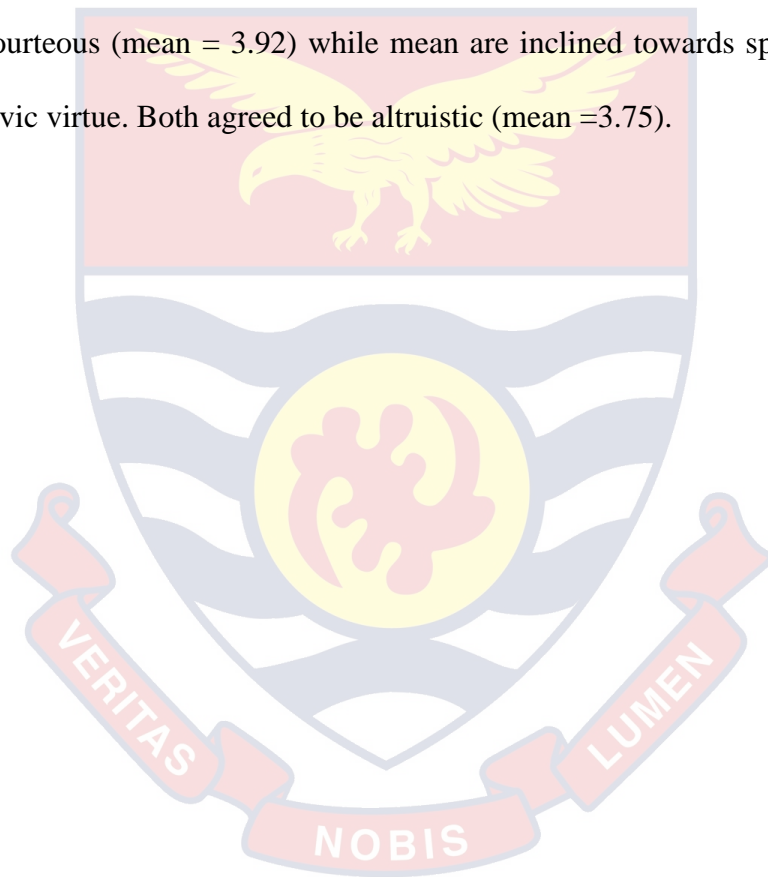 ourteous (mean = 3.92) while mean are inclined towards sp
vic virtue. Both agreed to be altruistic (mean =3.75).
VERITAS
NOBIS
LUMEN